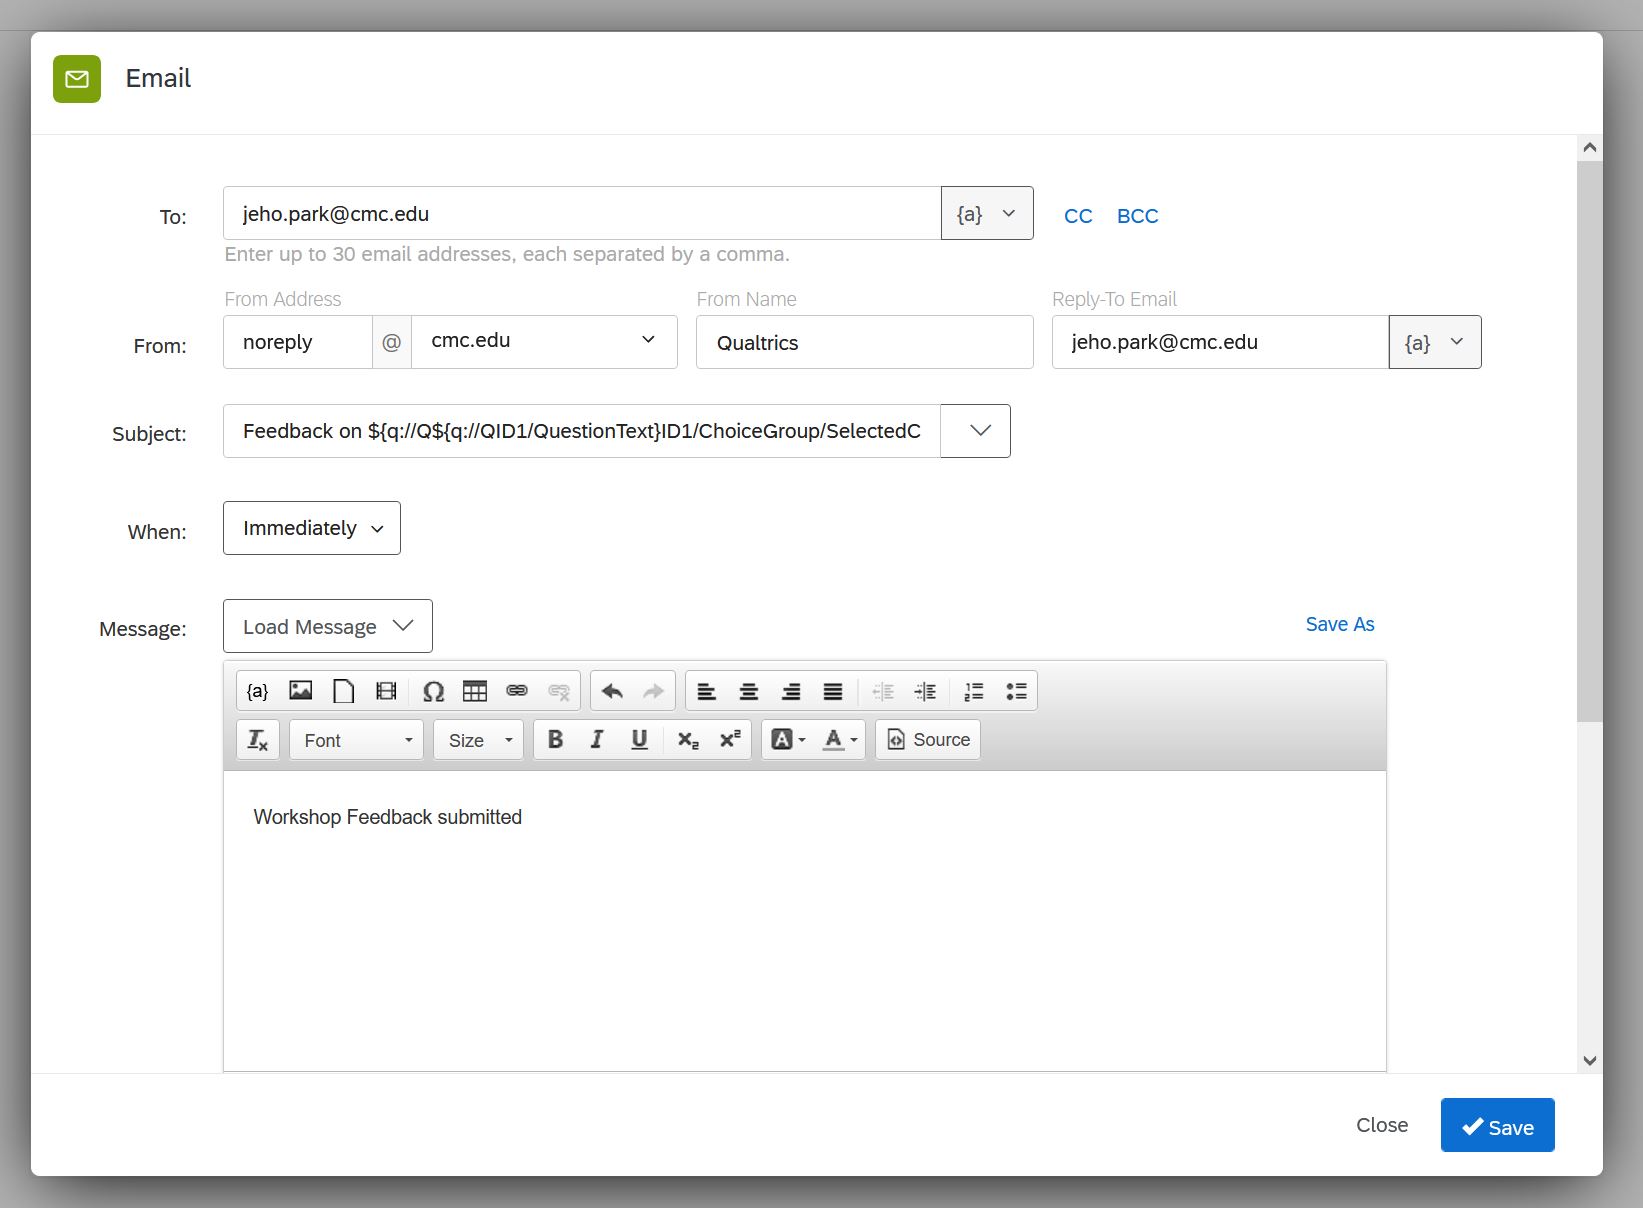 Email
To:
jeho.park@cmc.edu
{a}
CC
BCC
Enter up to 30 email addresses, each separated by a comma.
From Address
From Name
Reply-To Email
From:
noreply
@
cmc.edu
Qualtrics
jeho.park@cmc.edu
{a}
Subject:
Feedback on ${q://Q${q://QID1/QuestionText}ID1/ChoiceGroup/SelectedC
When:
Immediately
Message:
Load Message
Save As
{a}
Font
Size
Source
Workshop Feedback submitted
Close
Save